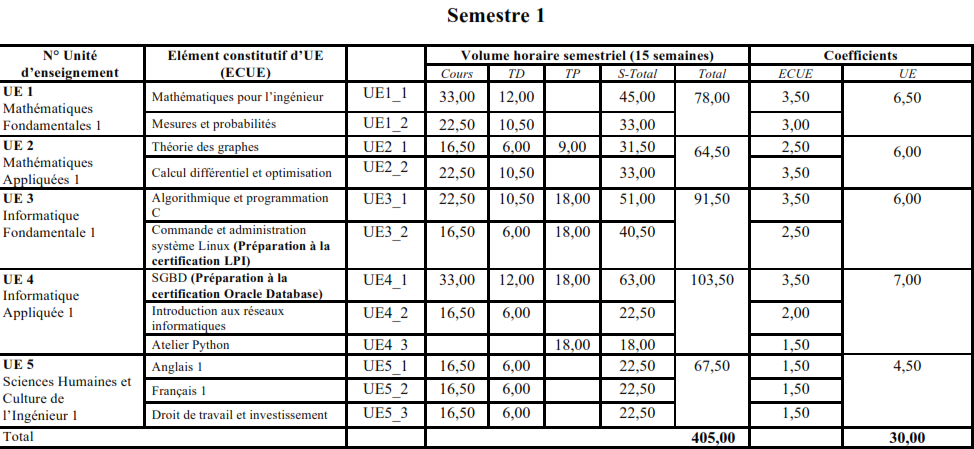 Semestre 1
N° Unité d’enseignement Elément constitutif d’UE (ECUE) Volume horaire semestriel (15 semaines) Coefficients
Cours TD TP S-Total Total ECUE UE
UE 1 Mathématiques pour l’ingénieur UE1_1 33,00 12,00 45,00 78,00 3,50 6,50
Mathématiques
Fondamentales 1 Mesures et probabilités UE1_2 22,50 10,50 33,00 3,00
UE 2 Théorie des graphes UE2_1 16,50 6,00 9,00 31,50 64,50 2,50 6,00
Mathématiques
Appliquées 1 Calcul différentiel et optimisation UE2_2 22,50 10,50 33,00 3,50
UE 3 Algorithmique et programmation UE3_1 22,50 10,50 18,00 51,00 91,50 3,50 6,00
Informatique C
Fondamentale 1 Commande et administration UE3_2 16,50 6,00 18,00 40,50 2,50
système Linux (Préparation à la
certification LPI)
UE 4 SGBD (Préparation à la UE4_1 33,00 12,00 18,00 63,00 103,50 3,50 7,00
Informatique certification Oracle Database)
Appliquée 1 Introduction aux réseaux UE4_2 16,50 6,00 22,50 2,00
informatiques
Atelier Python UE4_3 18,00 18,00 1,50
UE 5 Anglais 1 UE5_1 16,50 6,00 22,50 67,50 1,50 4,50
Sciences Humaines et
Culture de Français 1 UE5_2 16,50 6,00 22,50 1,50
l’Ingénieur 1 Droit de travail et investissement UE5_3 16,50 6,00 22,50 1,50
Total 405,00 30,00